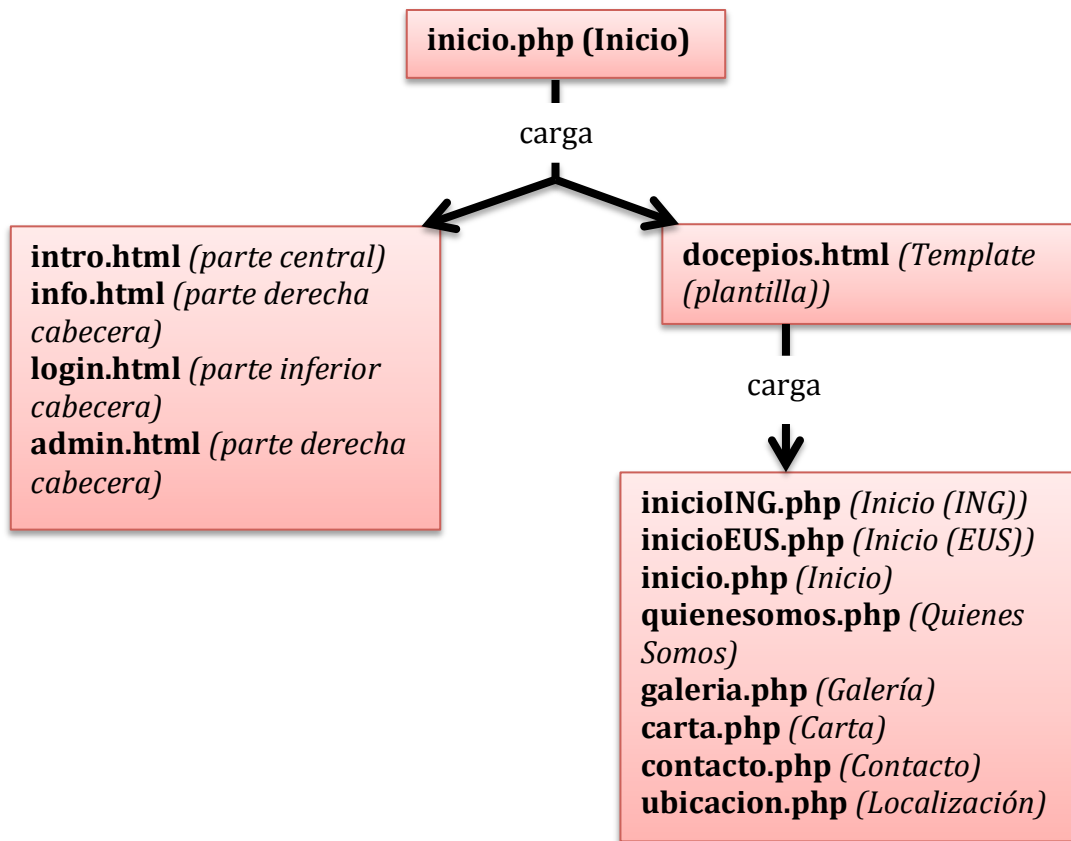 inicio.php (Inicio)
carga
intro.html (parte central)
info.html (parte derecha
cabecera)
login.html (parte inferior
cabecera)
admin.html (parte derecha
cabecera)
docepios.html (Template
(plantilla))
carga
inicioING.php (Inicio (ING))
inicioEUS.php (Inicio (EUS))
inicio.php (Inicio)
quienesomos.php (Quienes
Somos)
galeria.php (Galería)
carta.php (Carta)
contacto.php (Contacto)
ubicacion.php (Localización)